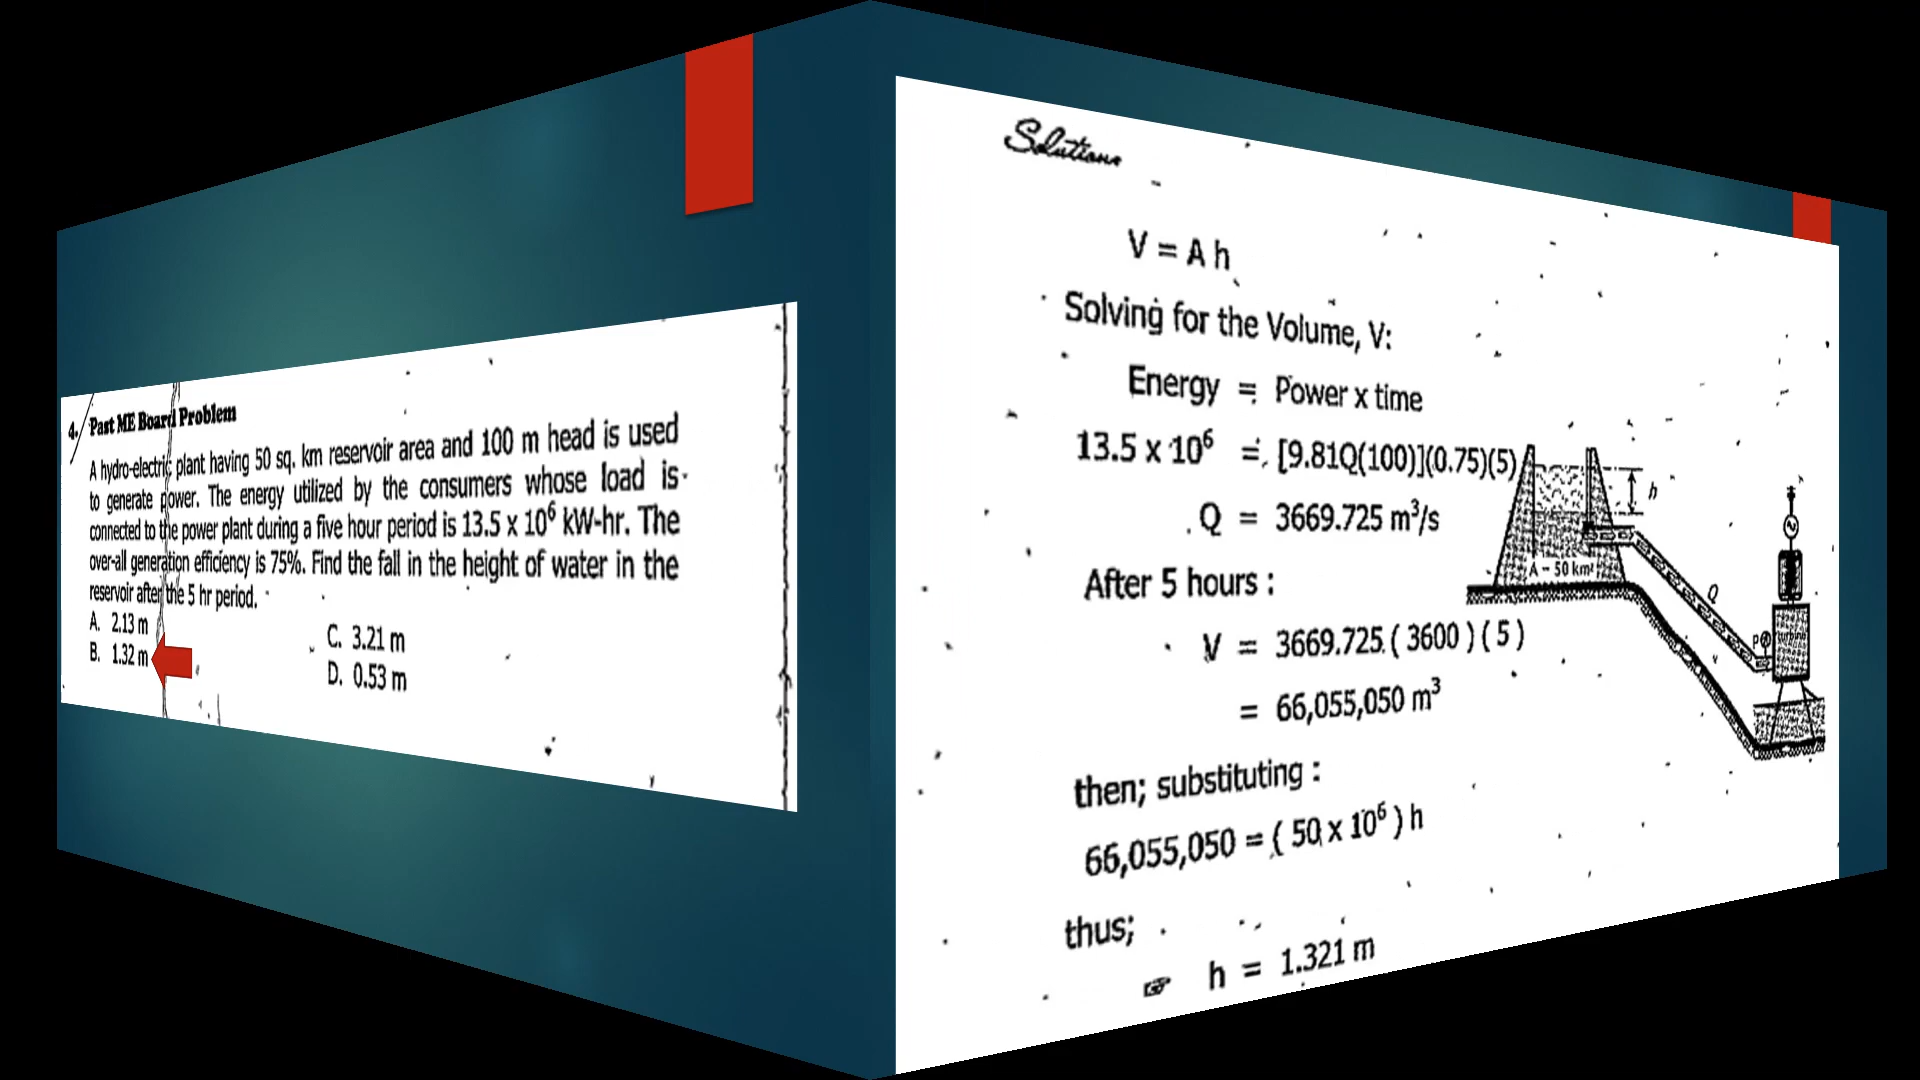 4. Past ME Board Problem
A hydro-electric plant having 50 sq. km reservoir area and 100 m head is used
to generate power. The energy utilized by the consumers whose load is
connected to the power plant during a five hour period is 13.5 x 10⁶ kW-hr. The
over-all generation efficiency is 75%. Find the fall in the height of water in the
reservoir after the 5 hr period.
A. 2.13 m
B. 1.32 m
C. 3.21 m
D. 0.53 m
Solutions
V = A h
Solving for the Volume, V:
Energy = Power x time
13.5 x 10⁶ = [9.81Q(100)](0.75)(5)
Q = 3669.725 m³/s
After 5 hours :
V = 3669.725 ( 3600 ) ( 5 )
= 66,055,050 m³
then; substituting :
66,055,050 = ( 50 x 10⁶ ) h
thus;
☞ h = 1.321 m
h
A = 50 km²
Q
turbine